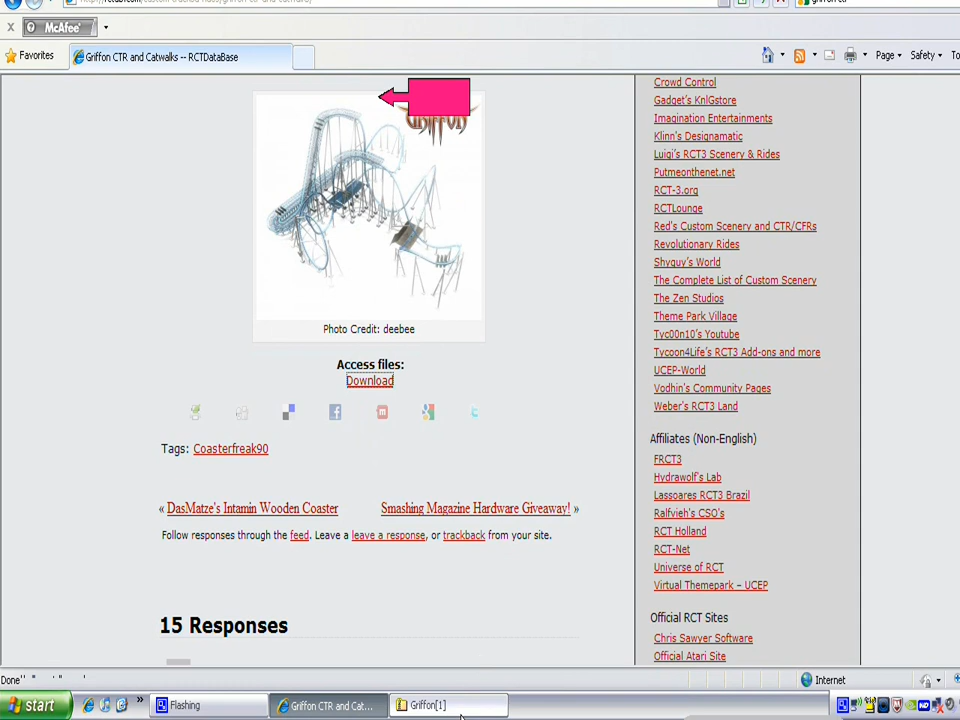 griffon ctr
X McAfee
Favorites
Griffon CTR and Catwalks -- RCTDataBase
Page
Safety
To
GRIFFON
Photo Credit: deebee
Access files:
Download
Tags: Coasterfreak90
« DasMatze's Intamin Wooden Coaster
Smashing Magazine Hardware Giveaway! »
Follow responses through the feed. Leave a leave a response, or trackback from your site.
15 Responses
Crowd Control
Gadget's KnlGstore
Imagination Entertainments
Klinn's Designamatic
Luigi's RCT3 Scenery & Rides
Putmeonthenet.net
RCT-3.org
RCTLounge
Red's Custom Scenery and CTR/CFRs
Revolutionary Rides
Shyguy's World
The Complete List of Custom Scenery
The Zen Studios
Theme Park Village
Tyc00n10's Youtube
Tycoon4Life's RCT3 Add-ons and more
UCEP-World
Vodhin's Community Pages
Weber's RCT3 Land
Affiliates (Non-English)
FRCT3
Hydrawolf's Lab
Lassoares RCT3 Brazil
Ralfvieh's CSO's
RCT Holland
RCT-Net
Universe of RCT
Virtual Themepark – UCEP
Official RCT Sites
Chris Sawyer Software
Official Atari Site
Done
Internet
start
Flashing
Griffon CTR and Cat...
Griffon[1]